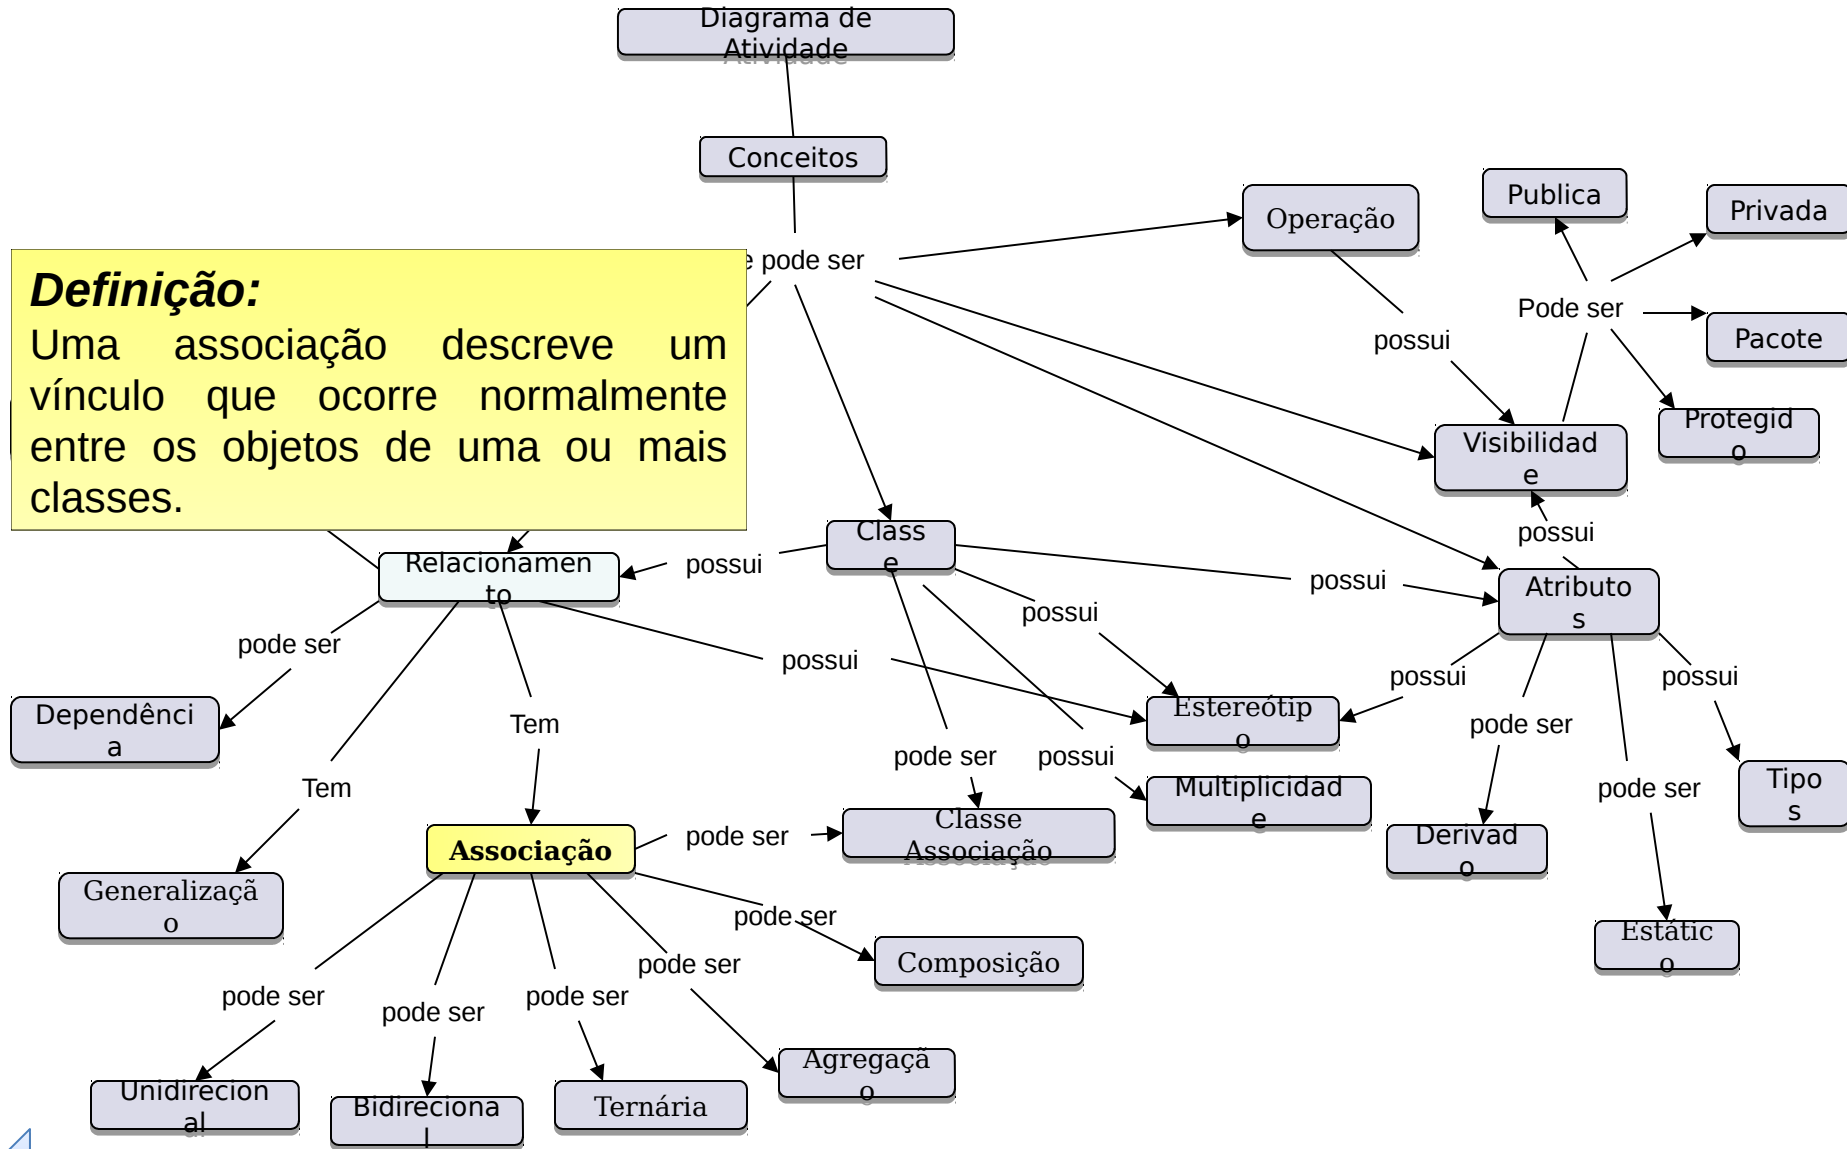 Diagrama de
Atividade
Conceitos
e pode ser
Operação
Publica
Privada
Pode ser
Pacote
possui
Protegid
o
Visibilidad
e
possui
Definição:
Uma associação descreve um
vínculo que ocorre normalmente
entre os objetos de uma ou mais
classes.
Class
e
Relacionamen
to
possui
possui
possui
Atributo
s
pode ser
possui
possui
possui
Dependênci
a
Tem
Estereótip
o
pode ser
pode ser
possui
Multiplicidad
e
pode ser
Tipo
s
Tem
Associação
pode ser
Classe
Associação
Derivad
o
Generalizaçã
o
pode ser
Composição
Estátic
o
pode ser
pode ser
pode ser
pode ser
Agregaçã
o
Unidirecion
al
Bidireciona
l
Ternária